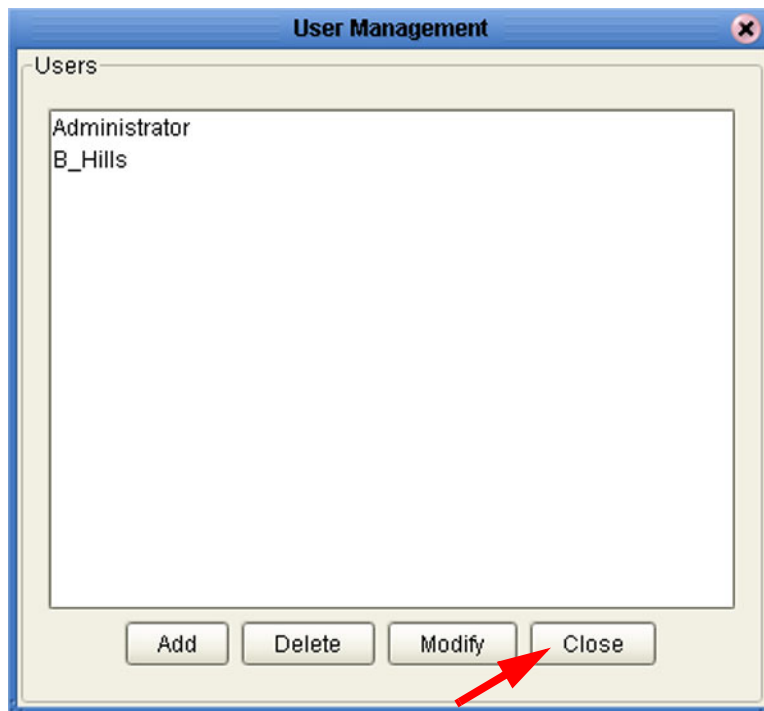 User Management
Users
Administrator
B_Hills
Add Delete Modify Close